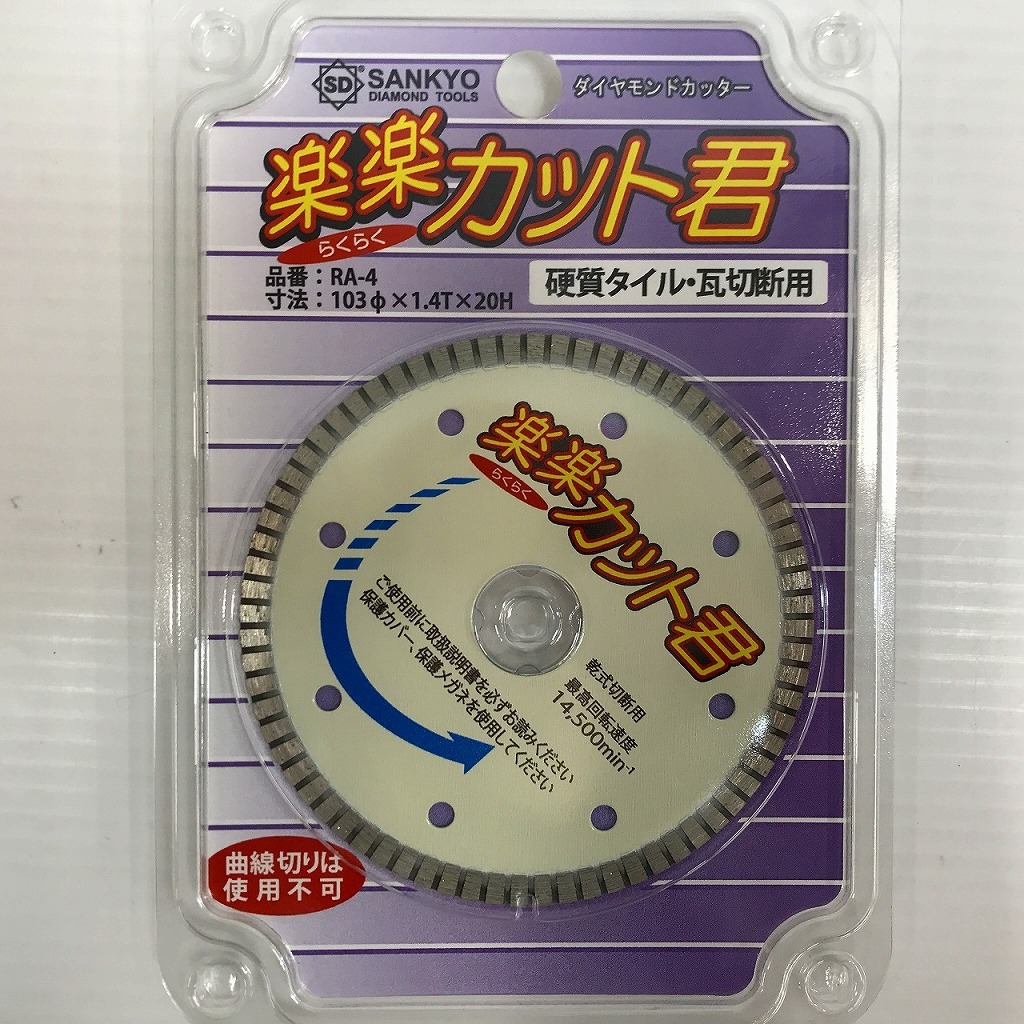 SD® SANKYO
DIAMOND TOOLS
ダイヤモンドカッター
楽楽カット君
らくらく
品番：RA-4
寸法：103φ×1.4T×20H
硬質タイル・瓦切断用
楽楽カット君
らくらく
ご使用前に取扱説明書を必ずお読みください
保護カバー、保護メガネを使用してください
乾式切断用
最高回転速度
14,500min⁻¹
曲線切りは
使用不可